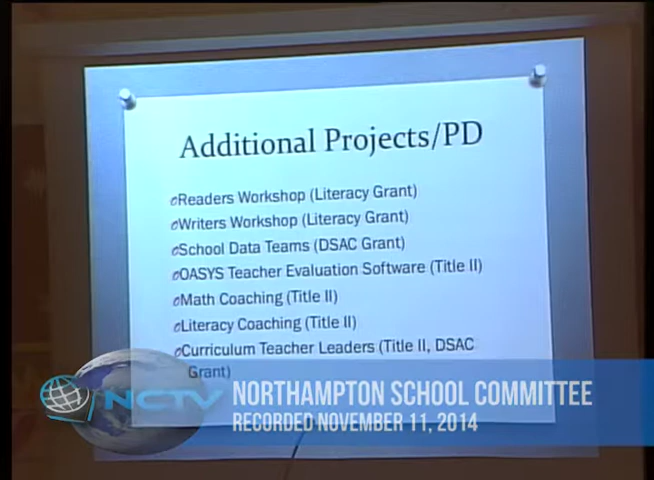 Additional Projects/PD
Readers Workshop (Literacy Grant)
Writers Workshop (Literacy Grant)
School Data Teams (DSAC Grant)
OASYS Teacher Evaluation Software (Title II)
Math Coaching (Title II)
Literacy Coaching (Title II)
Curriculum Teacher Leaders (Title II, DSAC
Grant)
NCTV
NORTHAMPTON SCHOOL COMMITTEE
RECORDED NOVEMBER 11, 2014